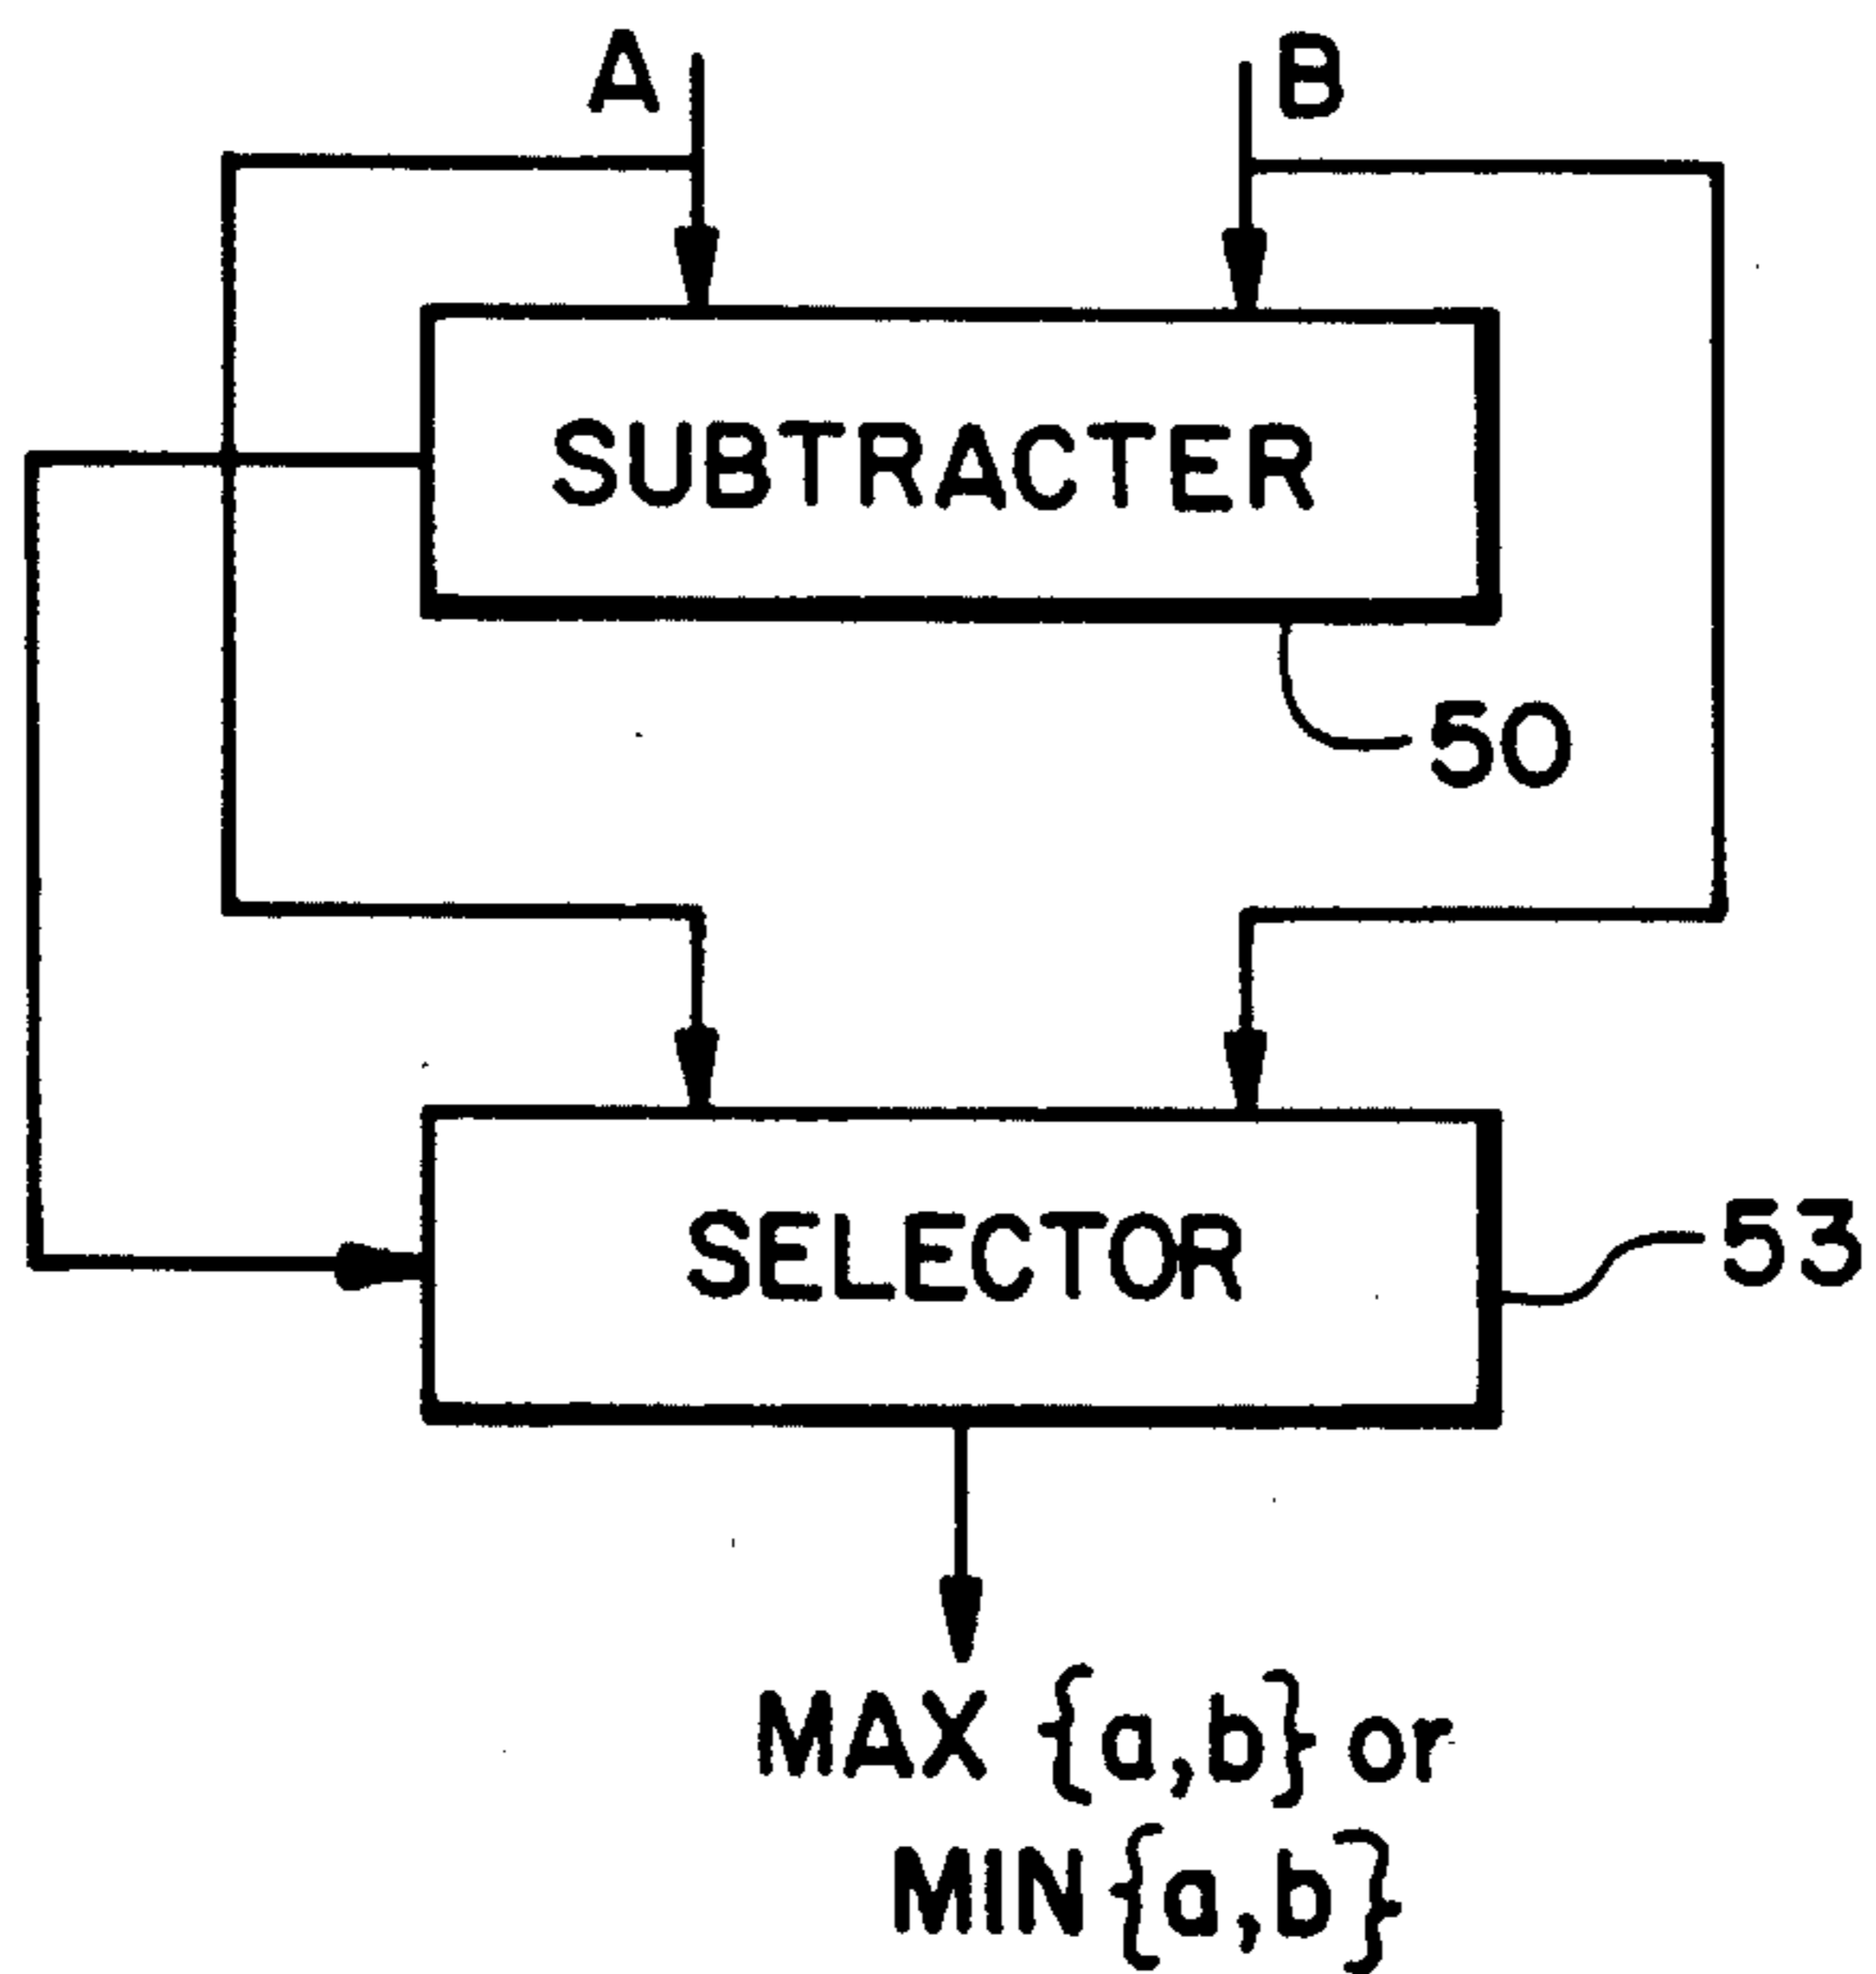 A
B
SUBTRACTER
50
SELECTOR
53
MAX {a,b} or
MIN {a,b}